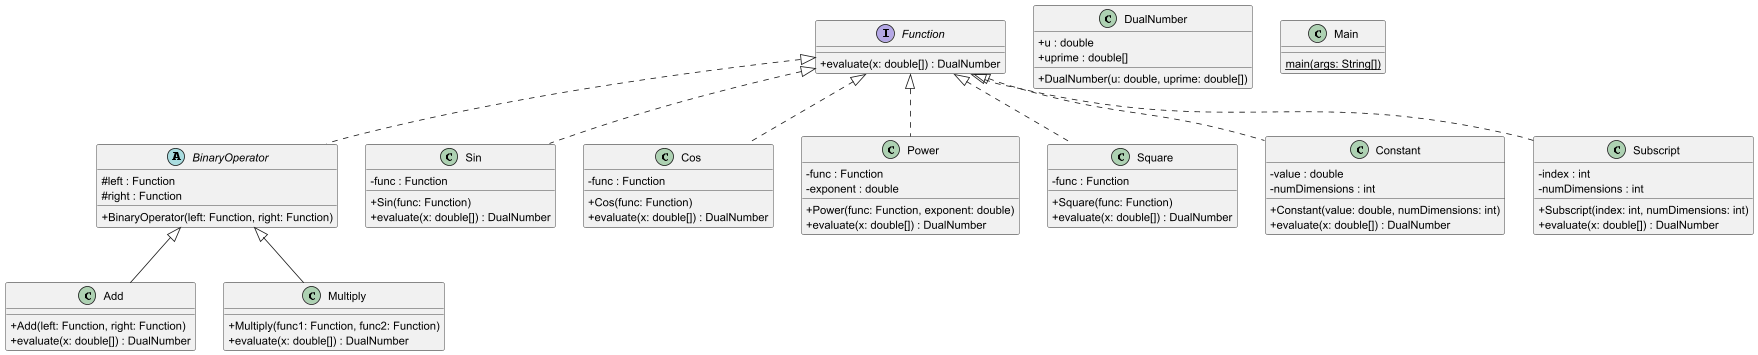 I Function
+evaluate(x: double[]) : DualNumber
C DualNumber
+u : double
+uprime : double[]
+DualNumber(u: double, uprime: double[])
C Main
main(args: String[])
A BinaryOperator
#left : Function
#right : Function
+BinaryOperator(left: Function, right: Function)
C Sin
-func : Function
+Sin(func: Function)
+evaluate(x: double[]) : DualNumber
C Cos
-func : Function
+Cos(func: Function)
+evaluate(x: double[]) : DualNumber
C Power
-func : Function
-exponent : double
+Power(func: Function, exponent: double)
+evaluate(x: double[]) : DualNumber
C Square
-func : Function
+Square(func: Function)
+evaluate(x: double[]) : DualNumber
C Constant
-value : double
-numDimensions : int
+Constant(value: double, numDimensions: int)
+evaluate(x: double[]) : DualNumber
C Subscript
-index : int
-numDimensions : int
+Subscript(index: int, numDimensions: int)
+evaluate(x: double[]) : DualNumber
C Add
+Add(left: Function, right: Function)
+evaluate(x: double[]) : DualNumber
C Multiply
+Multiply(func1: Function, func2: Function)
+evaluate(x: double[]) : DualNumber